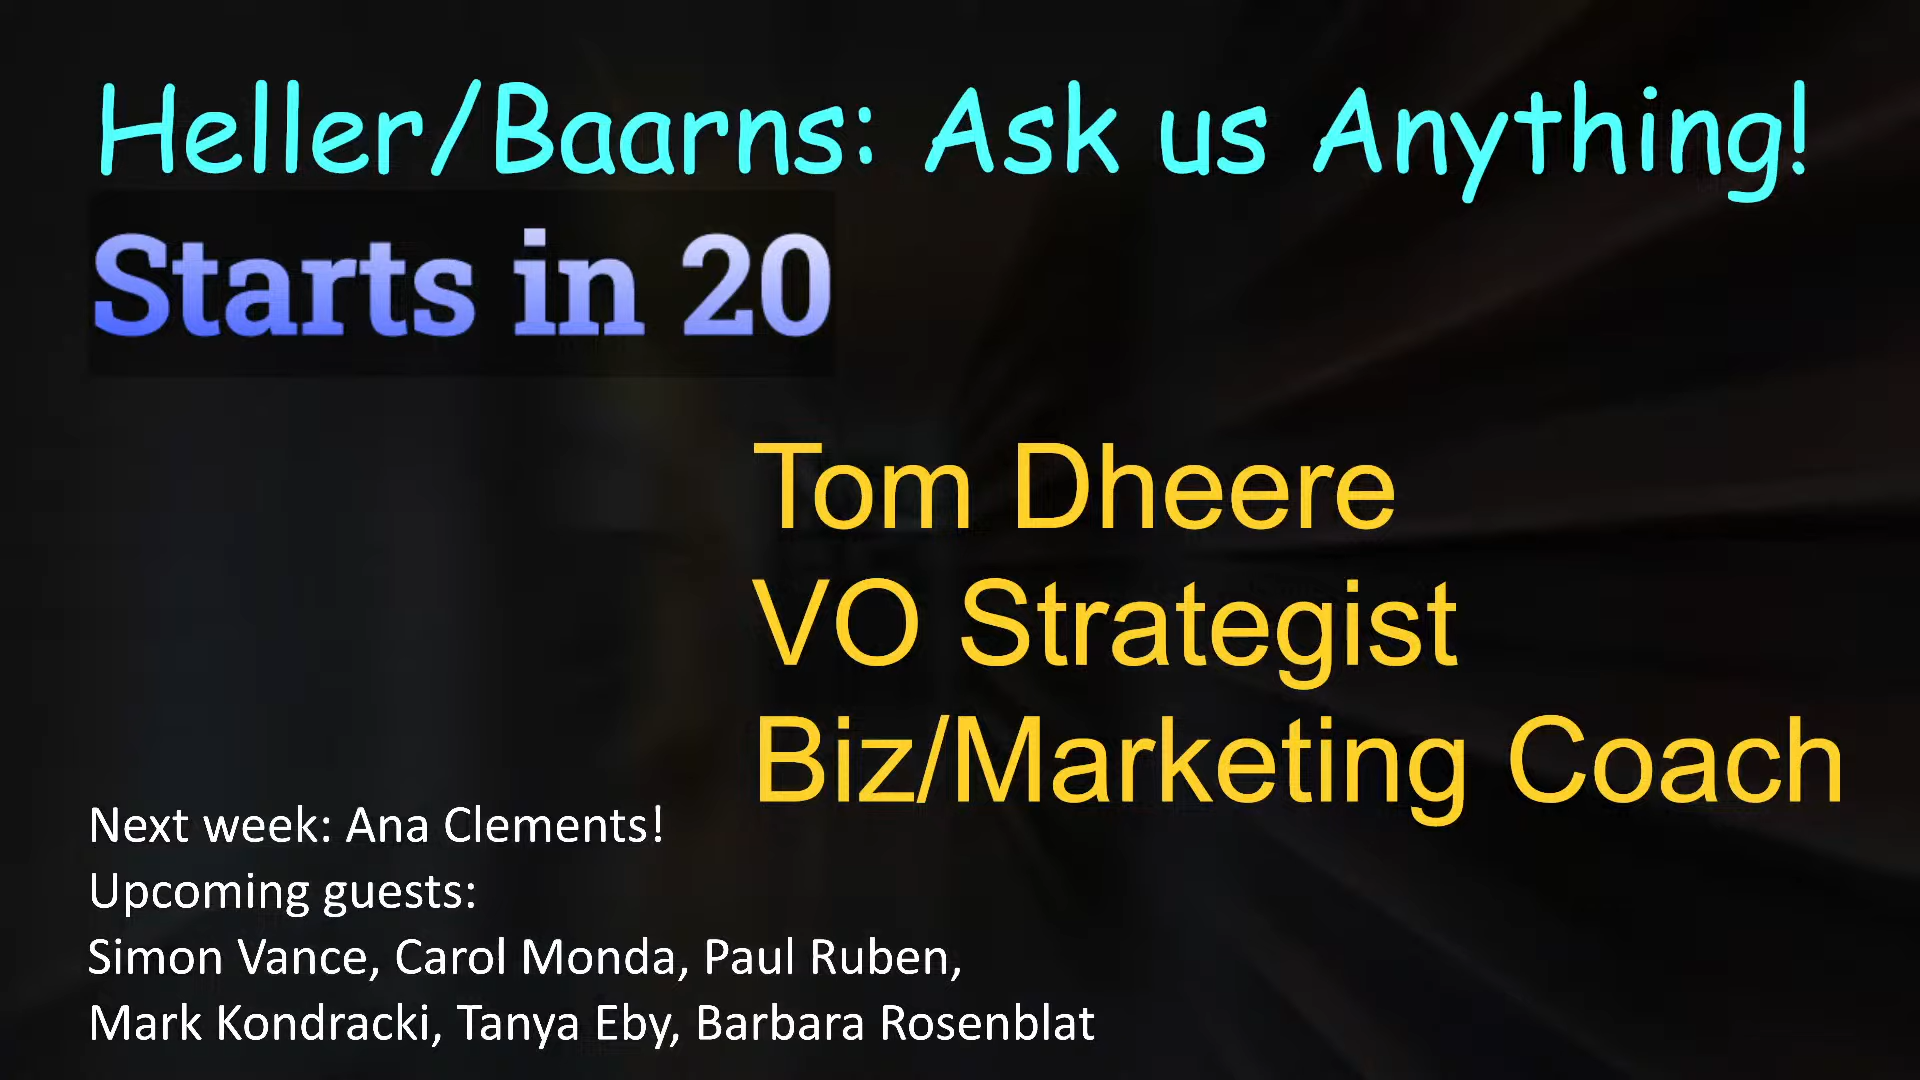 Heller/Baarns: Ask us Anything!
Starts in 20
Tom Dheere
VO Strategist
Biz/Marketing Coach
Next week: Ana Clements!
Upcoming guests:
Simon Vance, Carol Monda, Paul Ruben,
Mark Kondracki, Tanya Eby, Barbara Rosenblat